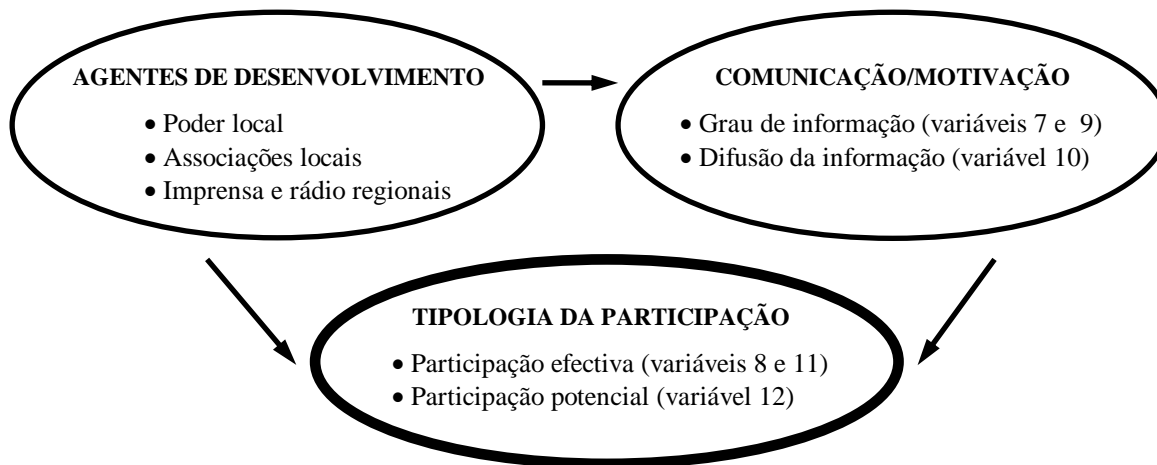 AGENTES DE DESENVOLVIMENTO
• Poder local
• Associações locais
• Imprensa e rádio regionais
COMUNICAÇÃO/MOTIVAÇÃO
• Grau de informação (variáveis 7 e  9)
• Difusão da informação (variável 10)
TIPOLOGIA DA PARTICIPAÇÃO
• Participação efectiva (variáveis 8 e 11)
• Participação potencial (variável 12)